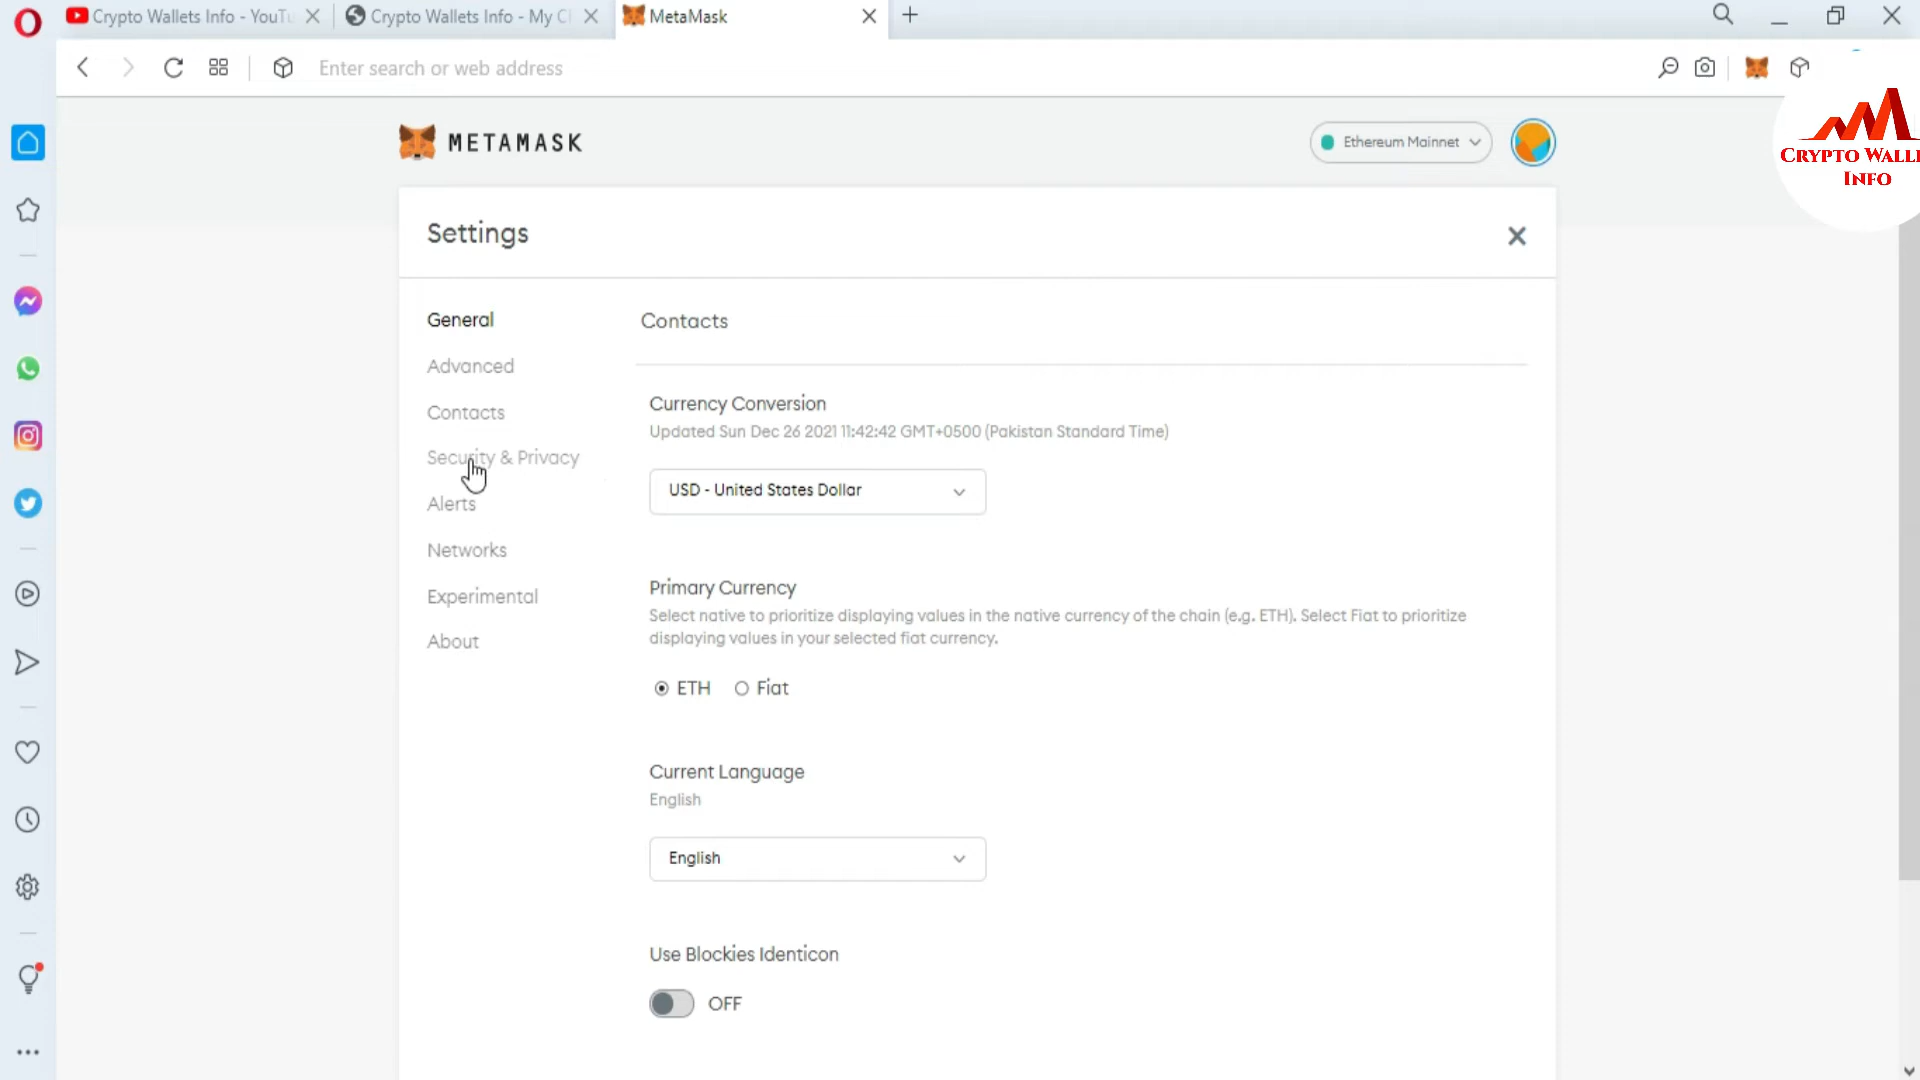 Crypto Wallets Info - YouTu
Crypto Wallets Info - My C
MetaMask
Enter search or web address
METAMASK
Ethereum Mainnet
CRYPTO WALLE
INFO
Settings
General
Advanced
Contacts
Security & Privacy
Alerts
Networks
Experimental
About
Contacts
Currency Conversion
Updated Sun Dec 26 2021 11:42:42 GMT+0500 (Pakistan Standard Time)
USD - United States Dollar
Primary Currency
Select native to prioritize displaying values in the native currency of the chain (e.g. ETH). Select Fiat to prioritize
displaying values in your selected fiat currency.
ETH Fiat
Current Language
English
English
Use Blockies Identicon
OFF